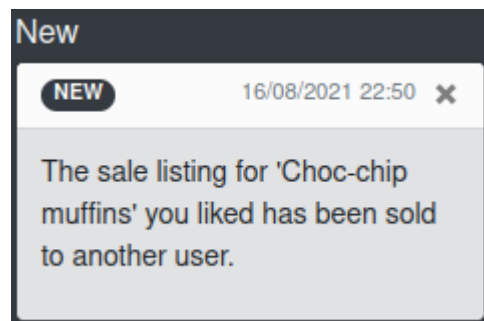 New
NEW
16/08/2021 22:50
The sale listing for 'Choc-chip
muffins' you liked has been sold
to another user.